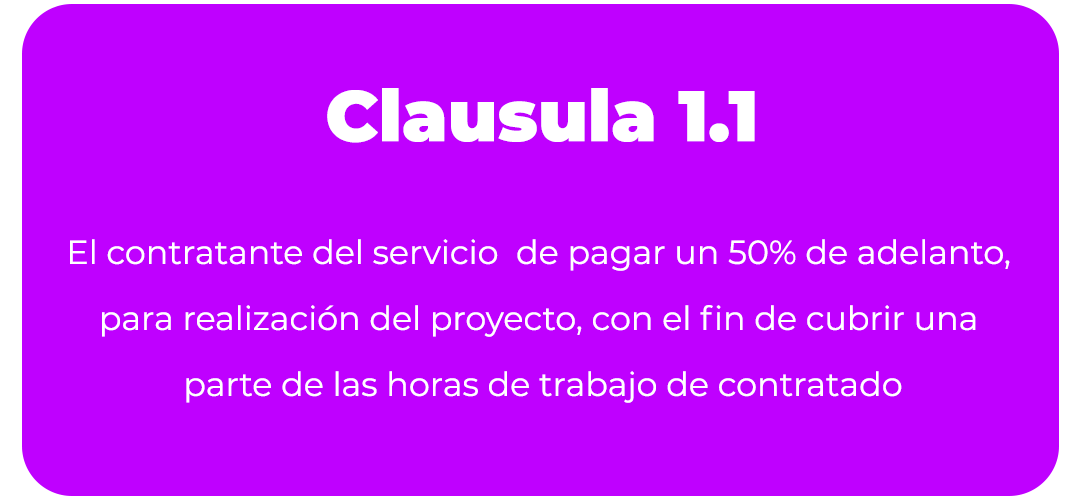 Clausula 1.1
El contratante del servicio  de pagar un 50% de adelanto,
para realización del proyecto, con el fin de cubrir una
parte de las horas de trabajo de contratado